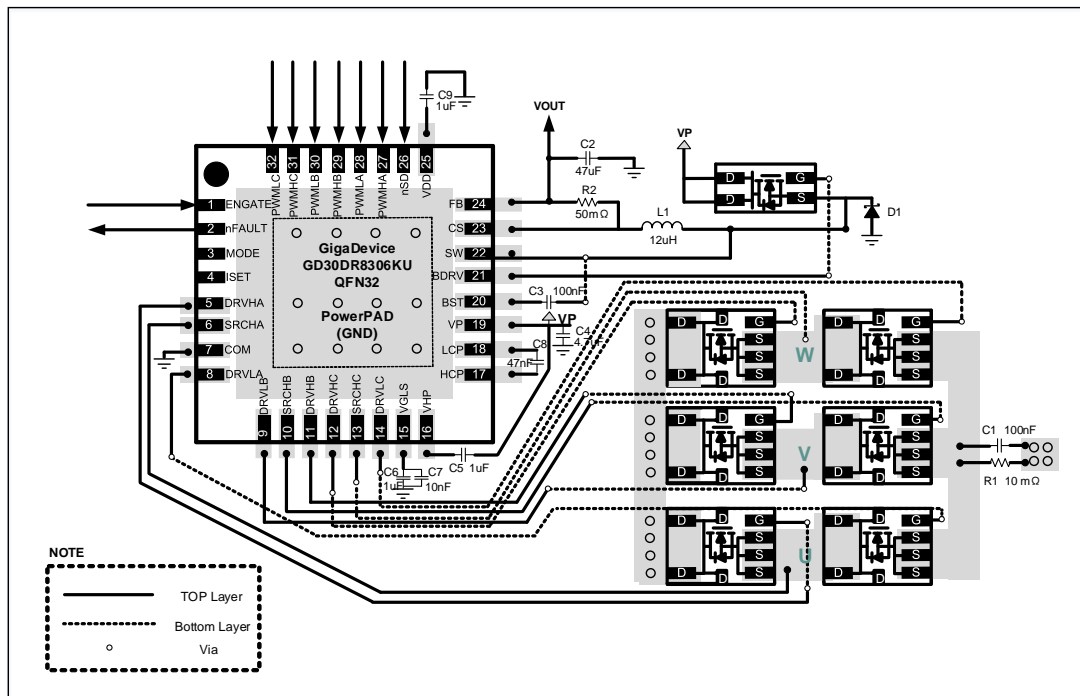 C9
1uF
VOUT
C2
47uF
R2
50mΩ
L1
12uH
VP
D
D
G
S
D1
32
31
30
29
28
27
26
25
PWMLC
PWMHC
PWMLB
PWMHB
PWMLA
PWMHA
nSD
VDD
1
ENGATE
2
nFAULT
3
MODE
4
ISET
5
DRVHA
6
SRCHA
7
COM
8
DRVLA
GigaDevice
GD30DR8306KU
QFN32
PowerPAD
(GND)
FB
24
CS
23
SW
22
BDRV
21
BST
20
VP
19
LCP
18
HCP
17
C3
100nF
VP
C4
4.7uF
C8
47nF
DRVLB
SRCHB
DRVHB
DRVHC
SRCHC
DRVLC
VGLS
VHP
9
10
11
12
13
14
15
16
C5
1uF
C6
1uF
C7
10nF
D
D
G
S
S
S
D
D
W
D
D
G
S
S
S
D
D
D
D
G
S
S
S
D
D
V
D
D
G
S
S
S
D
D
C1
100nF
R1
10 mΩ
D
D
G
S
S
S
D
D
U
D
D
G
S
S
S
D
D
NOTE
TOP Layer
Bottom Layer
Via